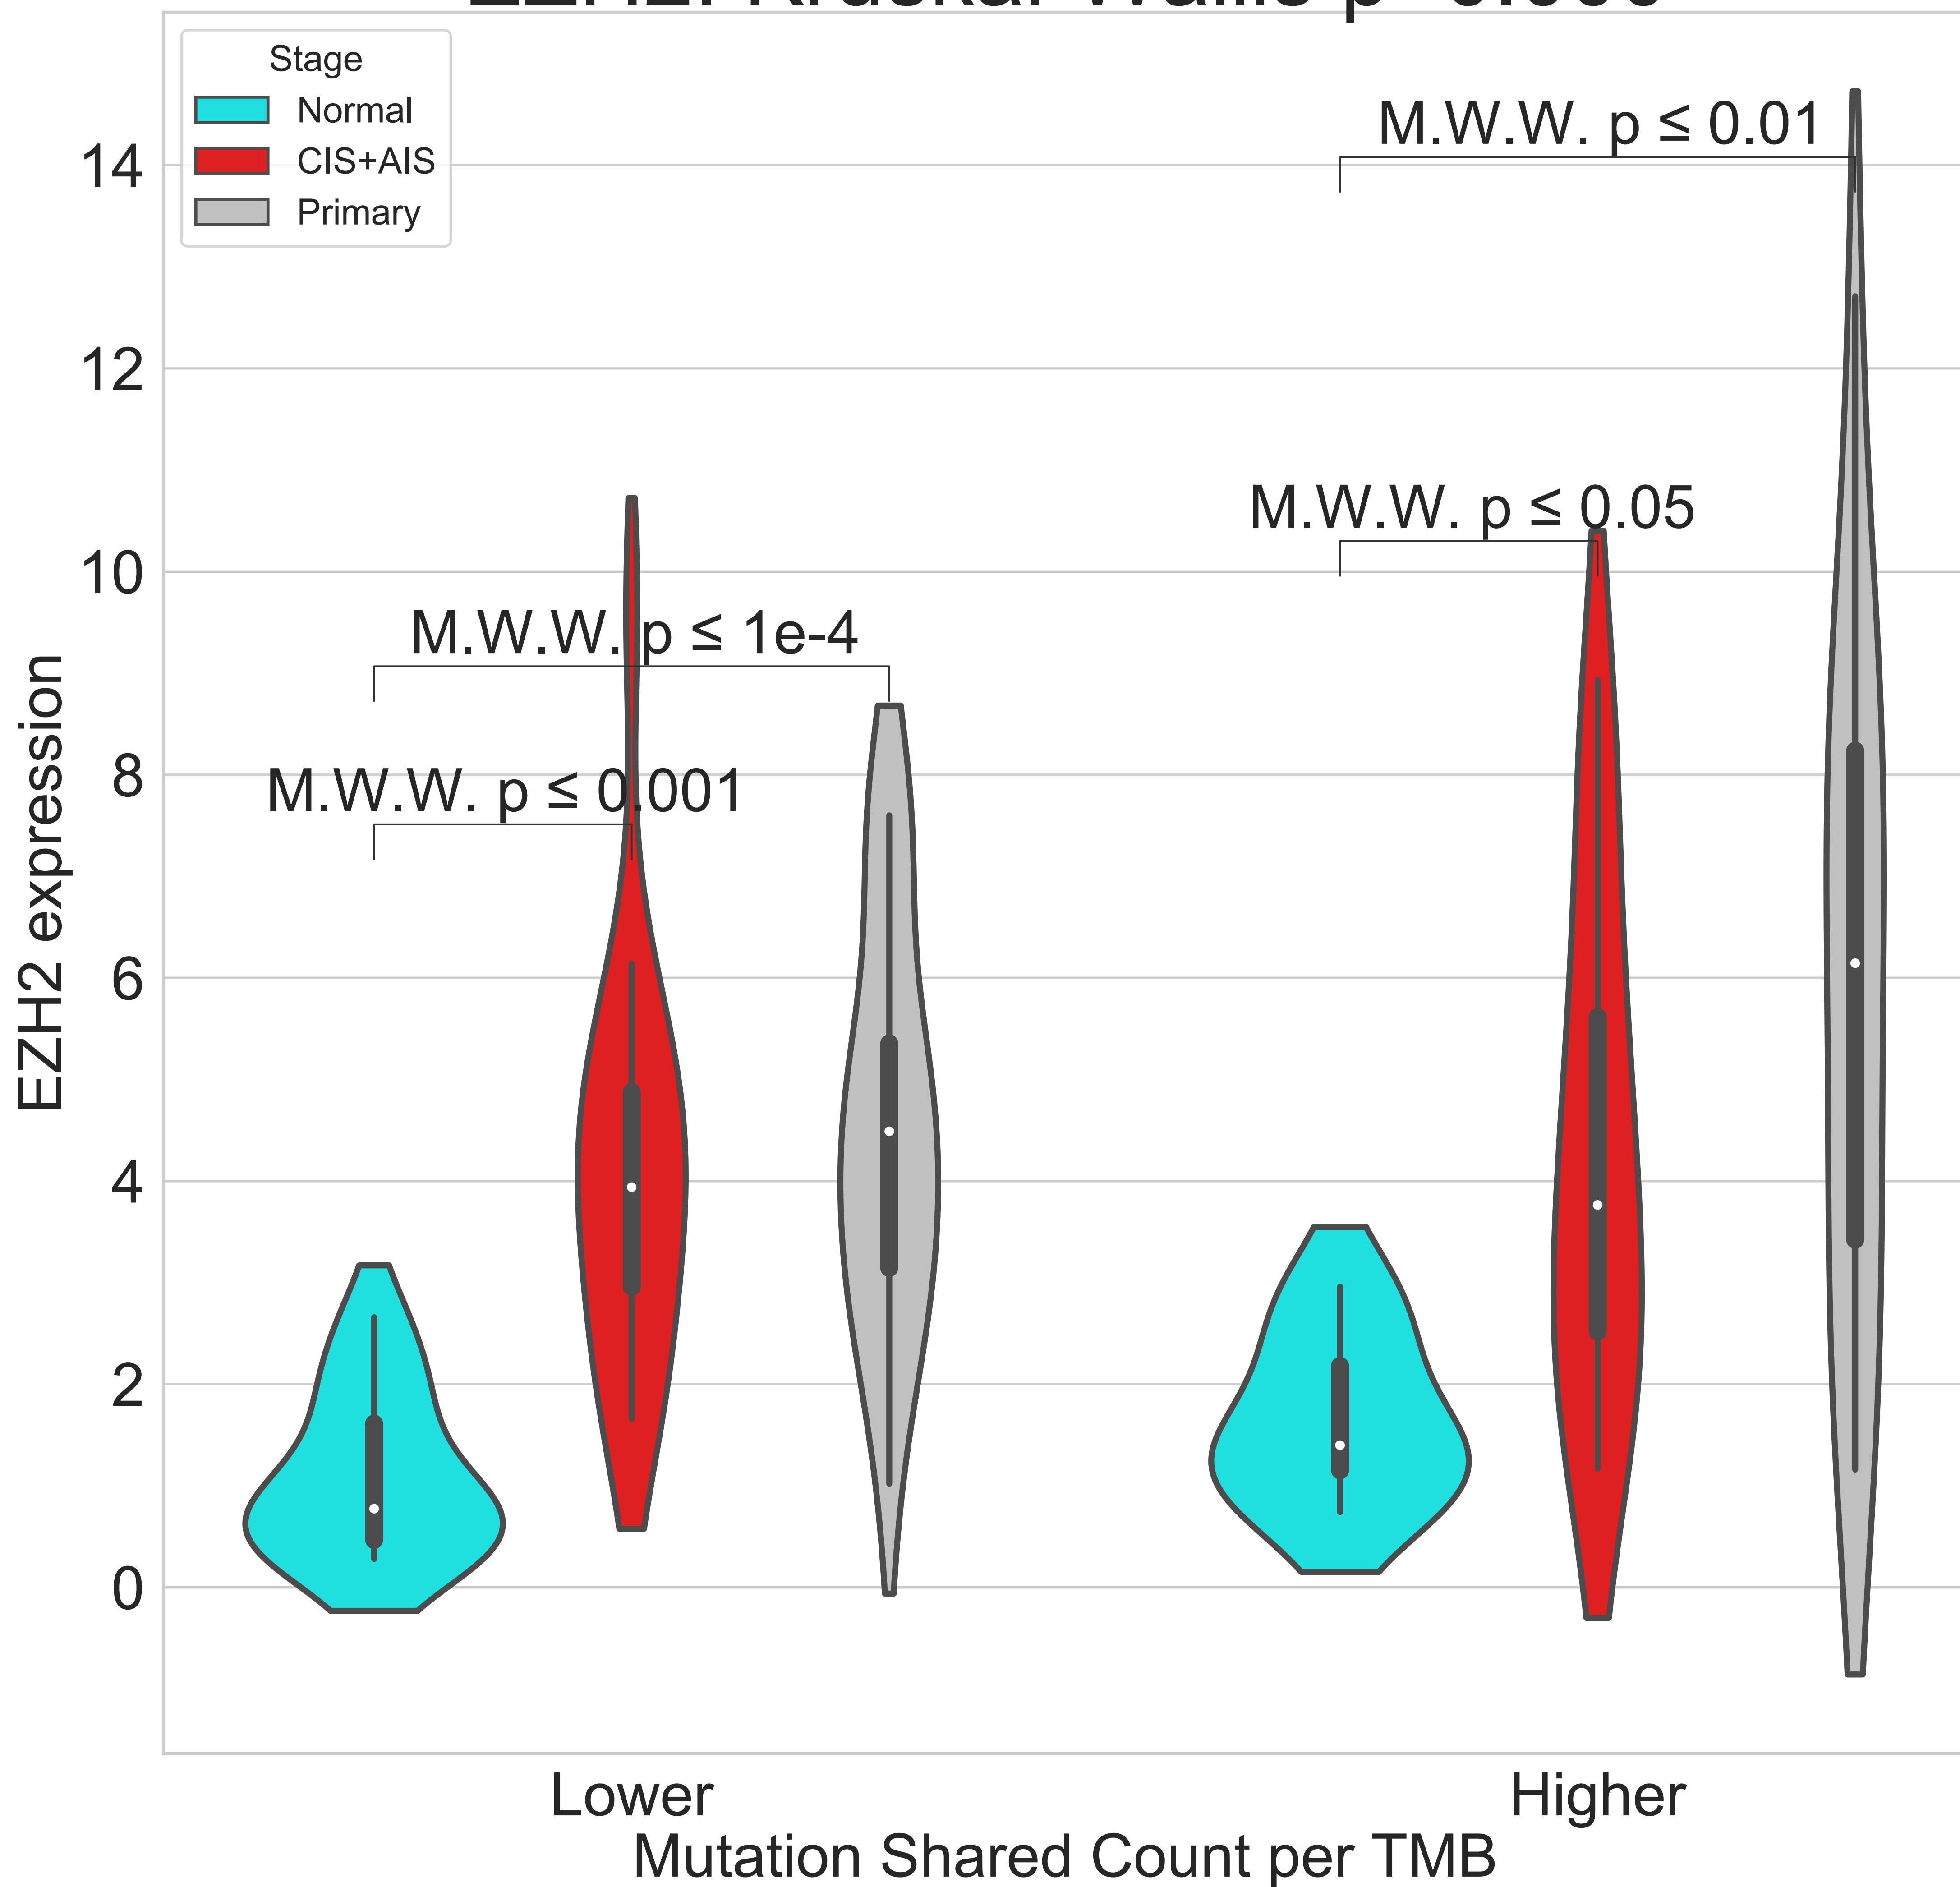 Stage
Normal
CIS+AIS
Primary
M.W.W. p ≤ 0.01
M.W.W. p ≤ 0.05
M.W.W. p ≤ 1e-4
M.W.W. p ≤ 0.001
14
12
10
8
6
4
2
0
EZH2 expression
Lower
Higher
Mutation Shared Count per TMB